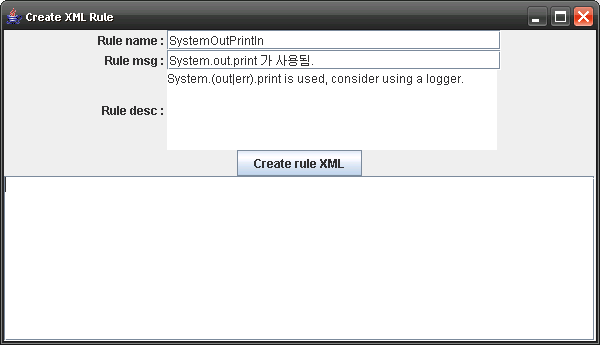 Create XML Rule
Rule name : SystemOutPrintln
Rule msg : System.out.print 가 사용됨.
System.(out|err).print is used, consider using a logger.
Rule desc :
Create rule XML